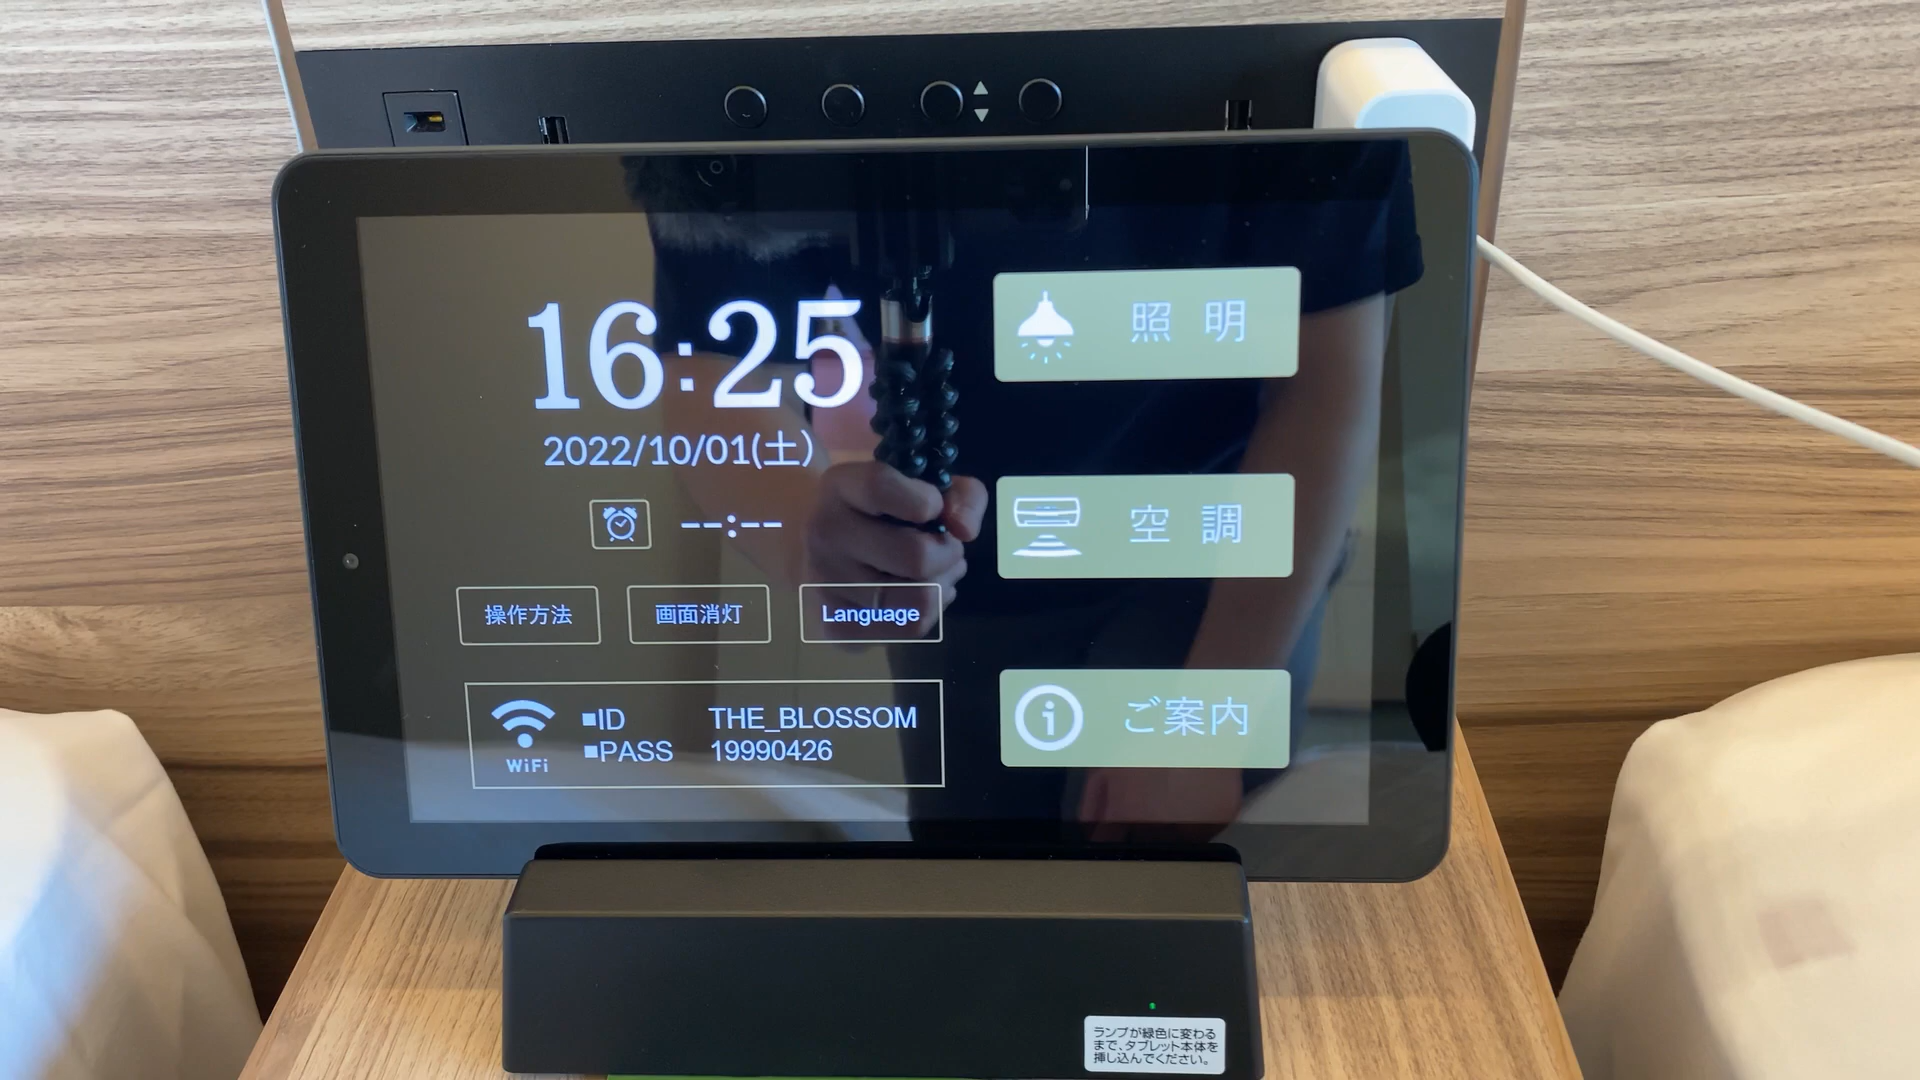 16:25
2022/10/01(土)
--:--
操作方法
画面消灯
Language
WiFi
■ID THE_BLOSSOM
■PASS 19990426
照明
空調
ご案内
ランプが緑色に変わる
まで、タブレット本体を
挿し込んでください。